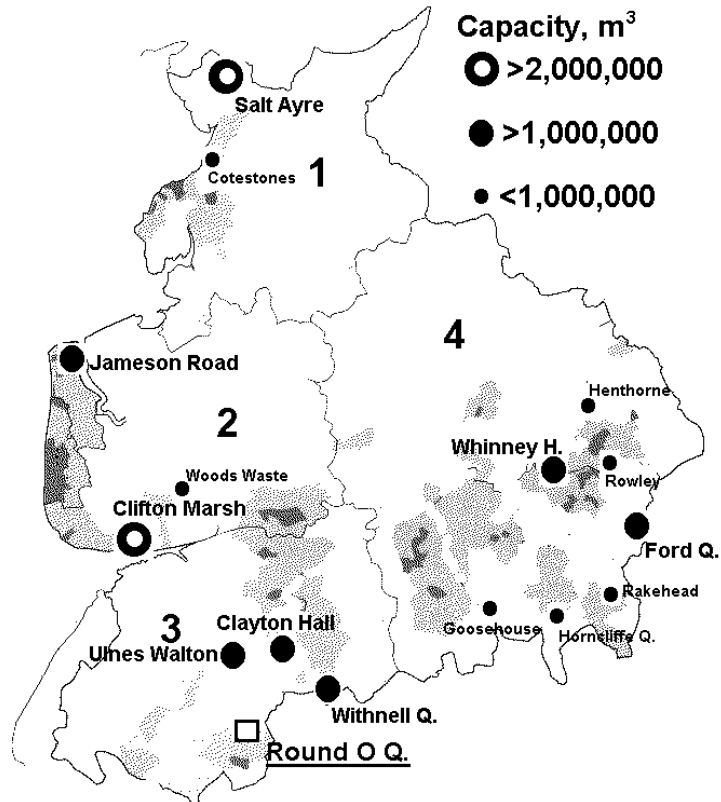 Capacity, m³
>2,000,000
Salt Ayre
>1,000,000
Cotestones
1
<1,000,000
4
Jameson Road
Henthorne
2
Whinney H.
Woods Waste
Rowley
Clifton Marsh
Ford Q.
Rakehead
Clayton Hall
Goosehouse
Horncliffe Q.
3
Ulnes Walton
Withnell Q.
Round O Q.